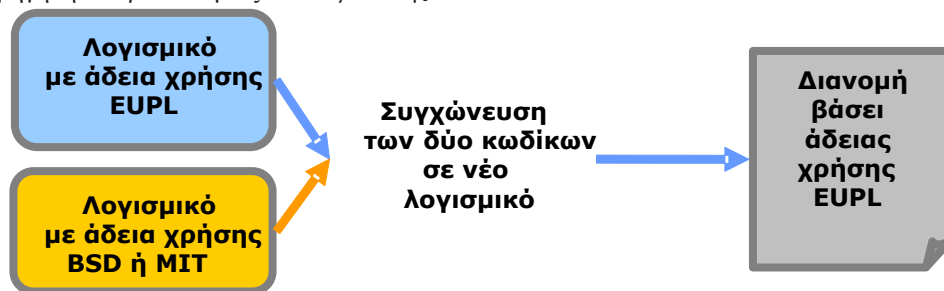 Λογισμικό
με άδεια χρήσης
EUPL
Λογισμικό
με άδεια χρήσης
BSD ή MIT
Συγχώνευση
των δύο κωδίκων
σε νέο
λογισμικό
Διανομή
βάσει
άδειας
χρήσης
EUPL